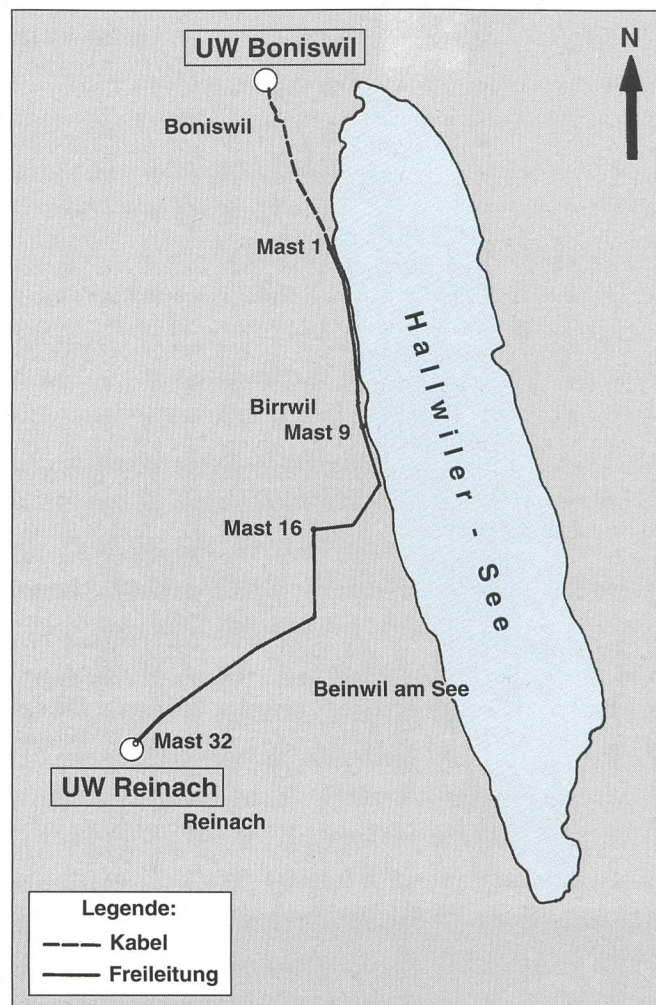 UW Boniswil
N
Boniswil
Mast 1
Hallwiler - See
Birrwil
Mast 9
Mast 16
Beinwil am See
Mast 32
UW Reinach
Reinach
Legende:
Kabel
Freileitung